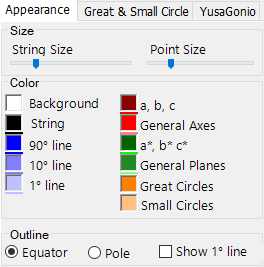 Appearance Great & Small Circle YusaGonio
Size
String Size Point Size
Color
Background a, b, c
String General Axes
90° line a*, b* c*
10° line General Planes
1° line Great Circles
Small Circles
Outline
Equator Pole Show 1° line